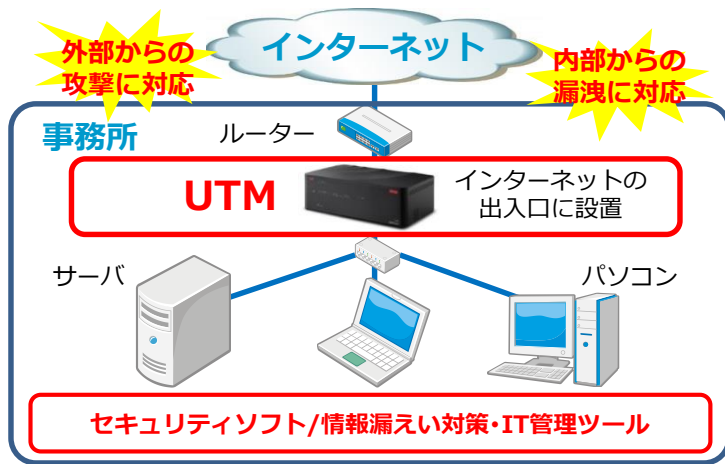 外部からの
攻撃に対応
インターネット
内部からの
漏洩に対応
事務所
ルーター
UTM
インターネットの
出入口に設置
サーバ
パソコン
セキュリティソフト/情報漏えい対策・IT管理ツール